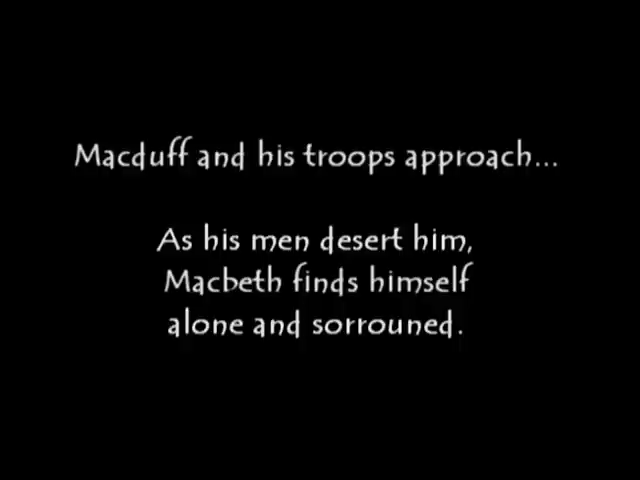 Macduff and his troops approach...
As his men desert him,
Macbeth finds himself
alone and sorrouned.